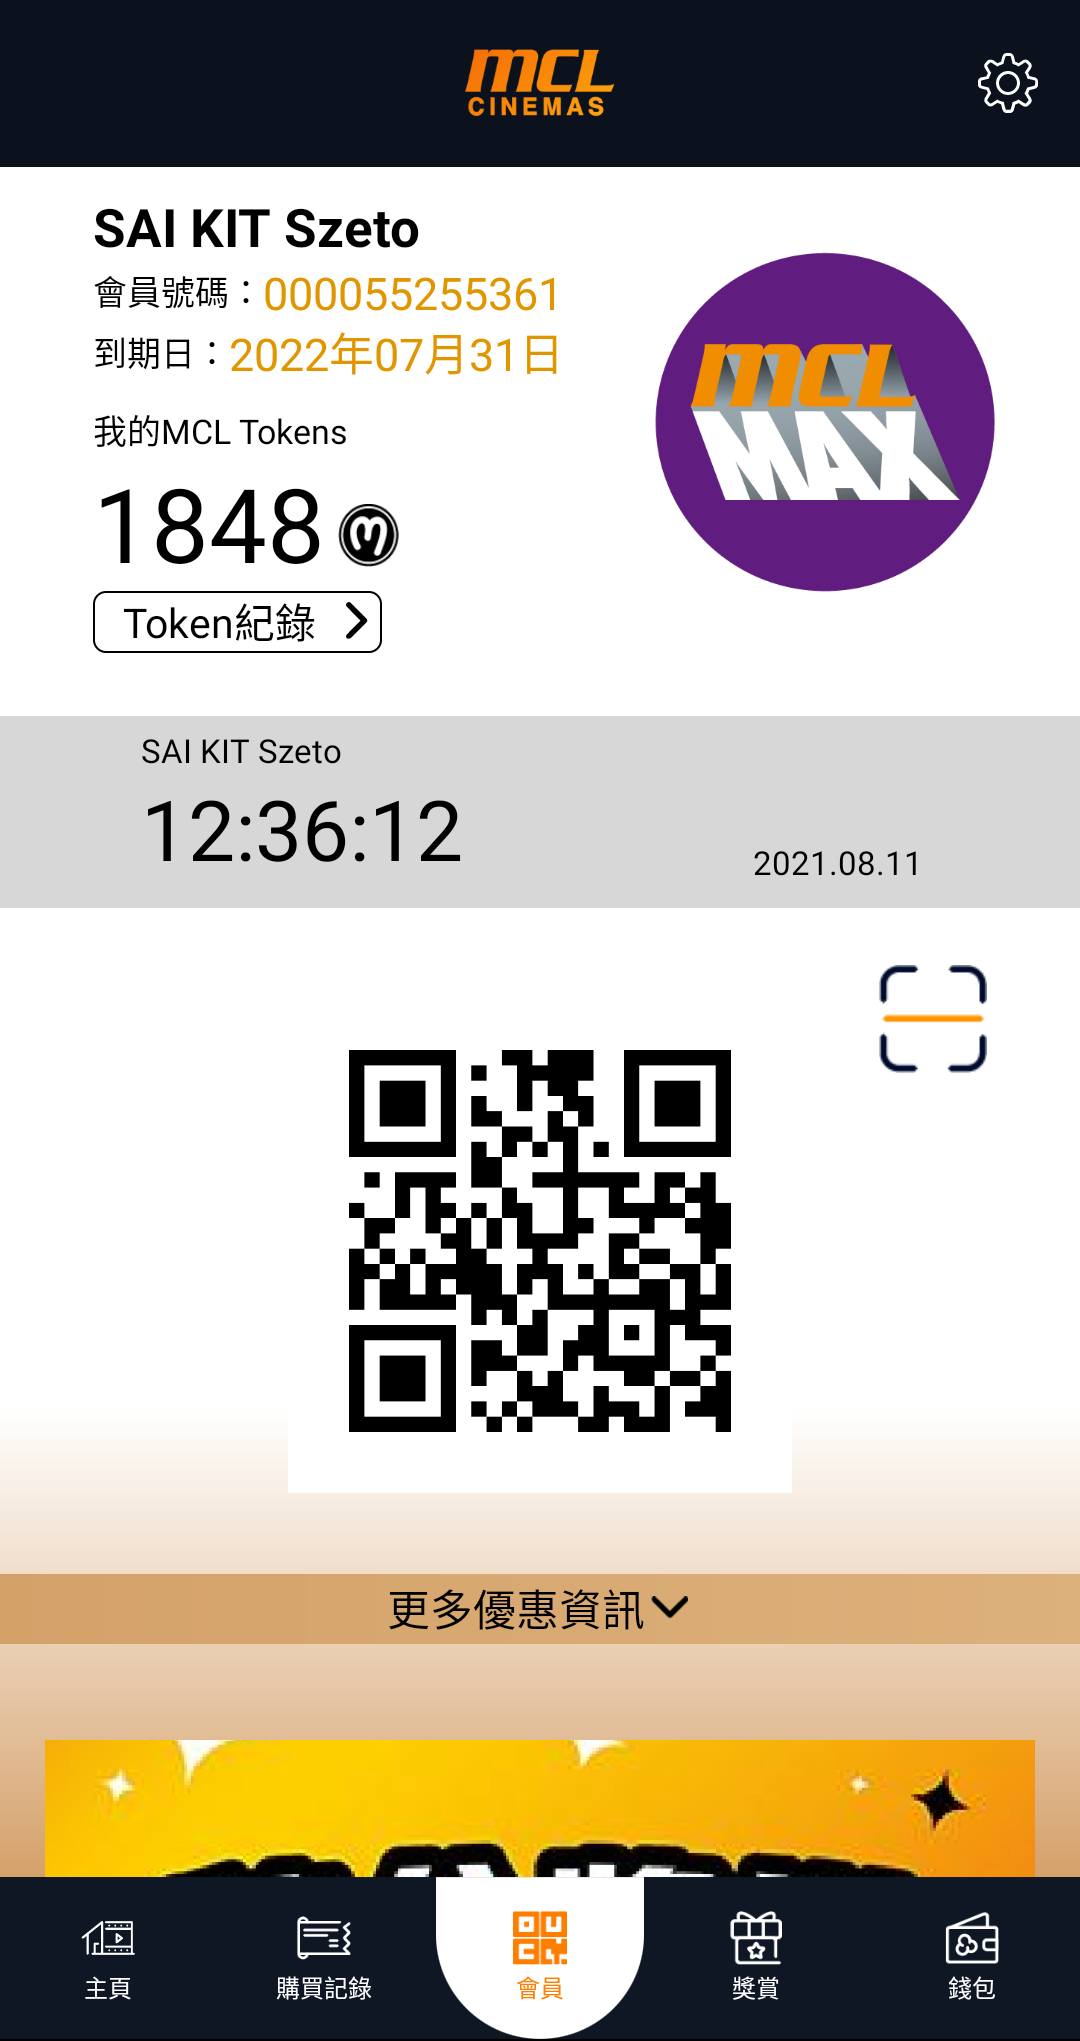 MCL
CINEMAS
SAI KIT Szeto
會員號碼：000055255361
到期日：2022年07月31日
我的MCL Tokens
1848
Token紀錄
MCL
MAX
SAI KIT Szeto
12:36:12
2021.08.11
更多優惠資訊
主頁
購買記錄
會員
獎賞
錢包